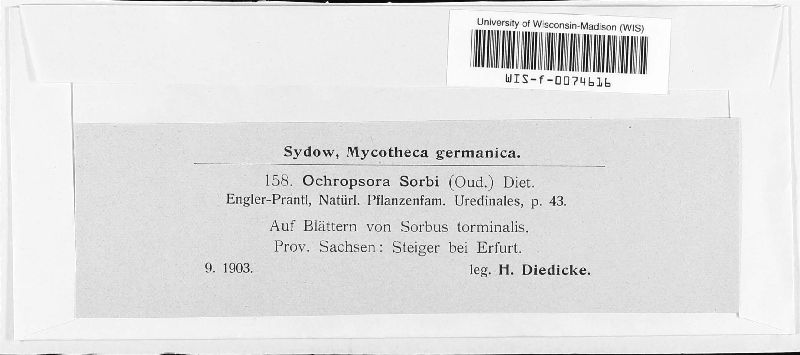 University of Wisconsin-Madison (WIS)
WIS-f-0074616
Sydow, Mycotheca germanica.
158. Ochropsora Sorbi (Oud.) Diet.
Engler-Prantl, Natürl. Pflanzenfam. Uredinales, p. 43.
Auf Blättern von Sorbus torminalis.
Prov. Sachsen: Steiger bei Erfurt.
9. 1903. leg. H. Diedicke.